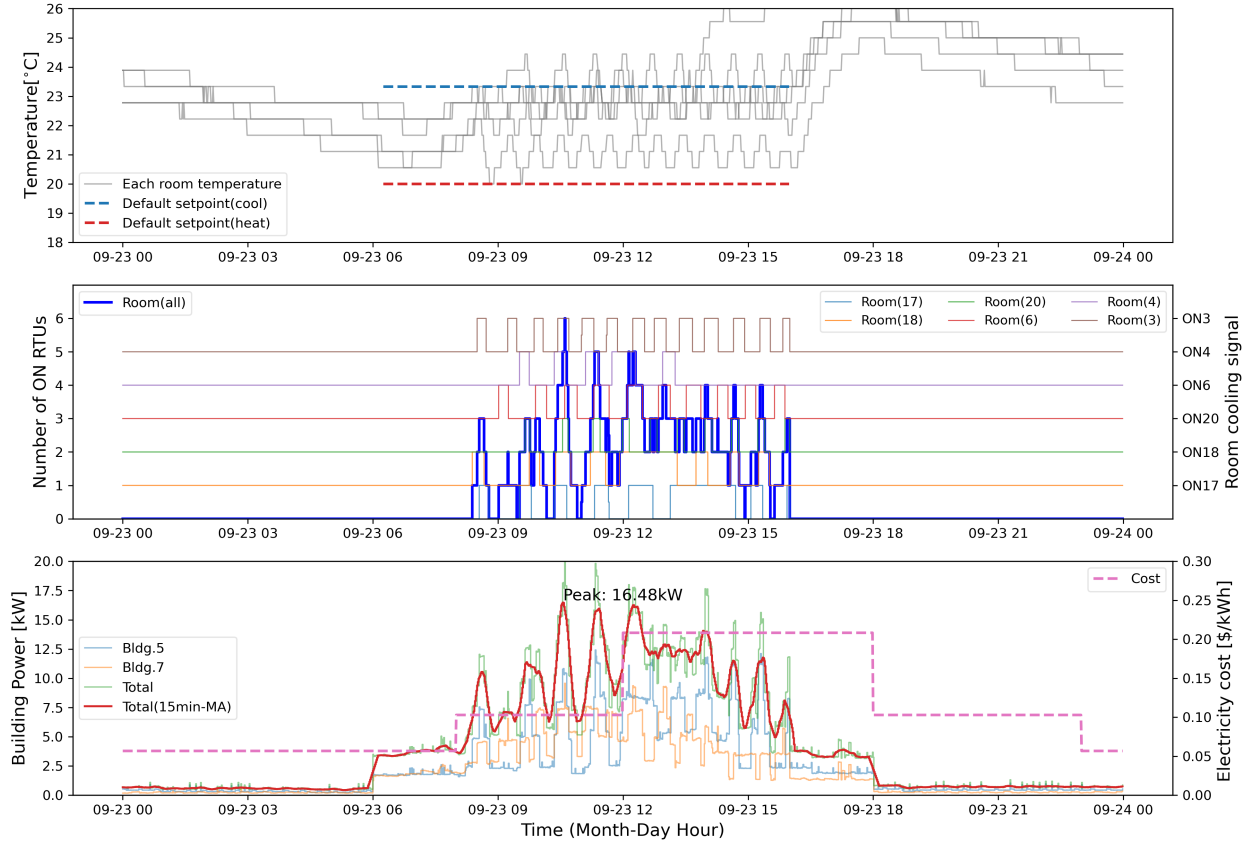 26
25
24
23
22
21
20
19
18
Temperature[°C]
Each room temperature
Default setpoint(cool)
Default setpoint(heat)
09-23 00 09-23 03 09-23 06 09-23 09 09-23 12 09-23 15 09-23 18 09-23 21 09-24 00
Number of ON RTUs
6
5
4
3
2
1
0
Room(all)
Room(17) Room(20) Room(4)
Room(18) Room(6) Room(3)
ON3
ON4
ON6
ON20
ON18
ON17
Room cooling signal
09-23 00 09-23 03 09-23 06 09-23 09 09-23 12 09-23 15 09-23 18 09-23 21 09-24 00
Building Power [kW]
20.0
17.5
15.0
12.5
10.0
7.5
5.0
2.5
0.0
Peak: 16.48kW
Bldg.5
Bldg.7
Total
Total(15min-MA)
Cost
0.30
0.25
0.20
0.15
0.10
0.05
0.00
Electricity cost [$/kWh]
09-23 00 09-23 03 09-23 06 09-23 09 09-23 12 09-23 15 09-23 18 09-23 21 09-24 00
Time (Month-Day Hour)